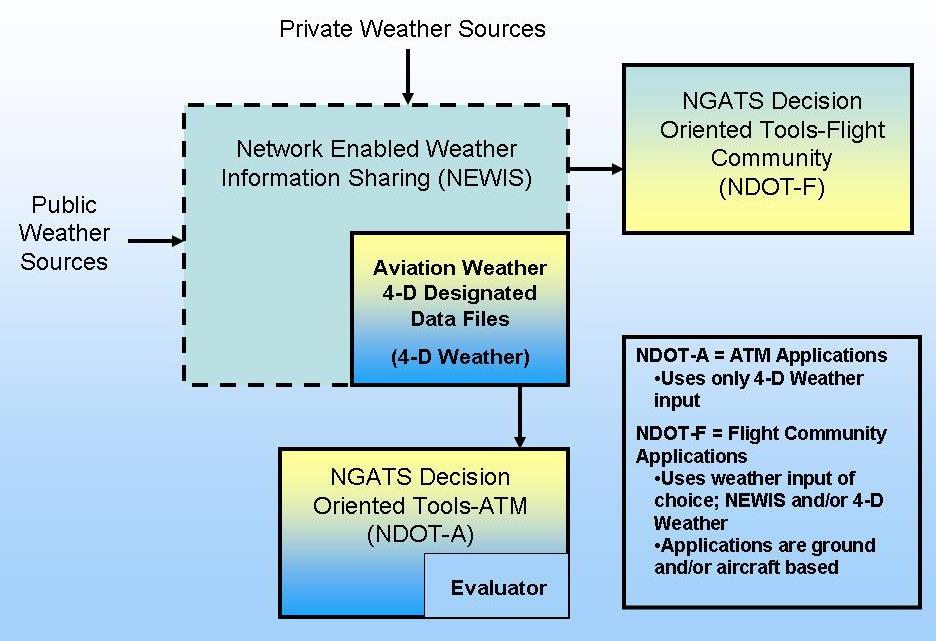 Private Weather Sources
Network Enabled Weather
Information Sharing (NEWIS)
NGATS Decision
Oriented Tools-Flight
Community
(NDOT-F)
Public
Weather
Sources
Aviation Weather
4-D Designated
Data Files
(4-D Weather)
NGATS Decision
Oriented Tools-ATM
(NDOT-A)
Evaluator
NDOT-A = ATM Applications
•Uses only 4-D Weather
input
NDOT-F = Flight Community
Applications
•Uses weather input of
choice; NEWIS and/or 4-D
Weather
•Applications are ground
and/or aircraft based